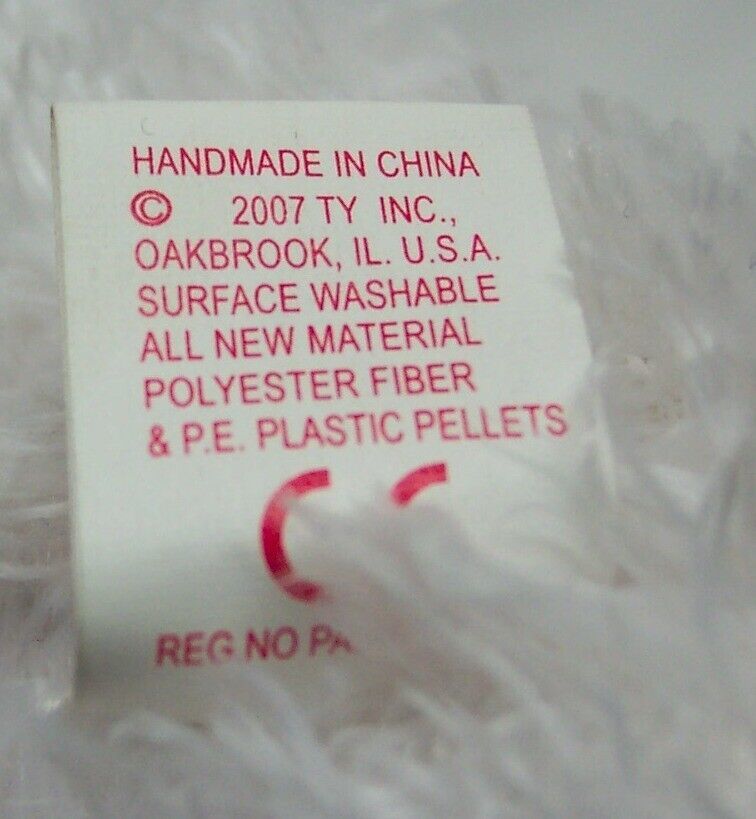 HANDMADE IN CHINA
© 2007 TY INC.,
OAKBROOK, IL. U.S.A.
SURFACE WASHABLE
ALL NEW MATERIAL
POLYESTER FIBER
& P.E. PLASTIC PELLETS
REG.NO